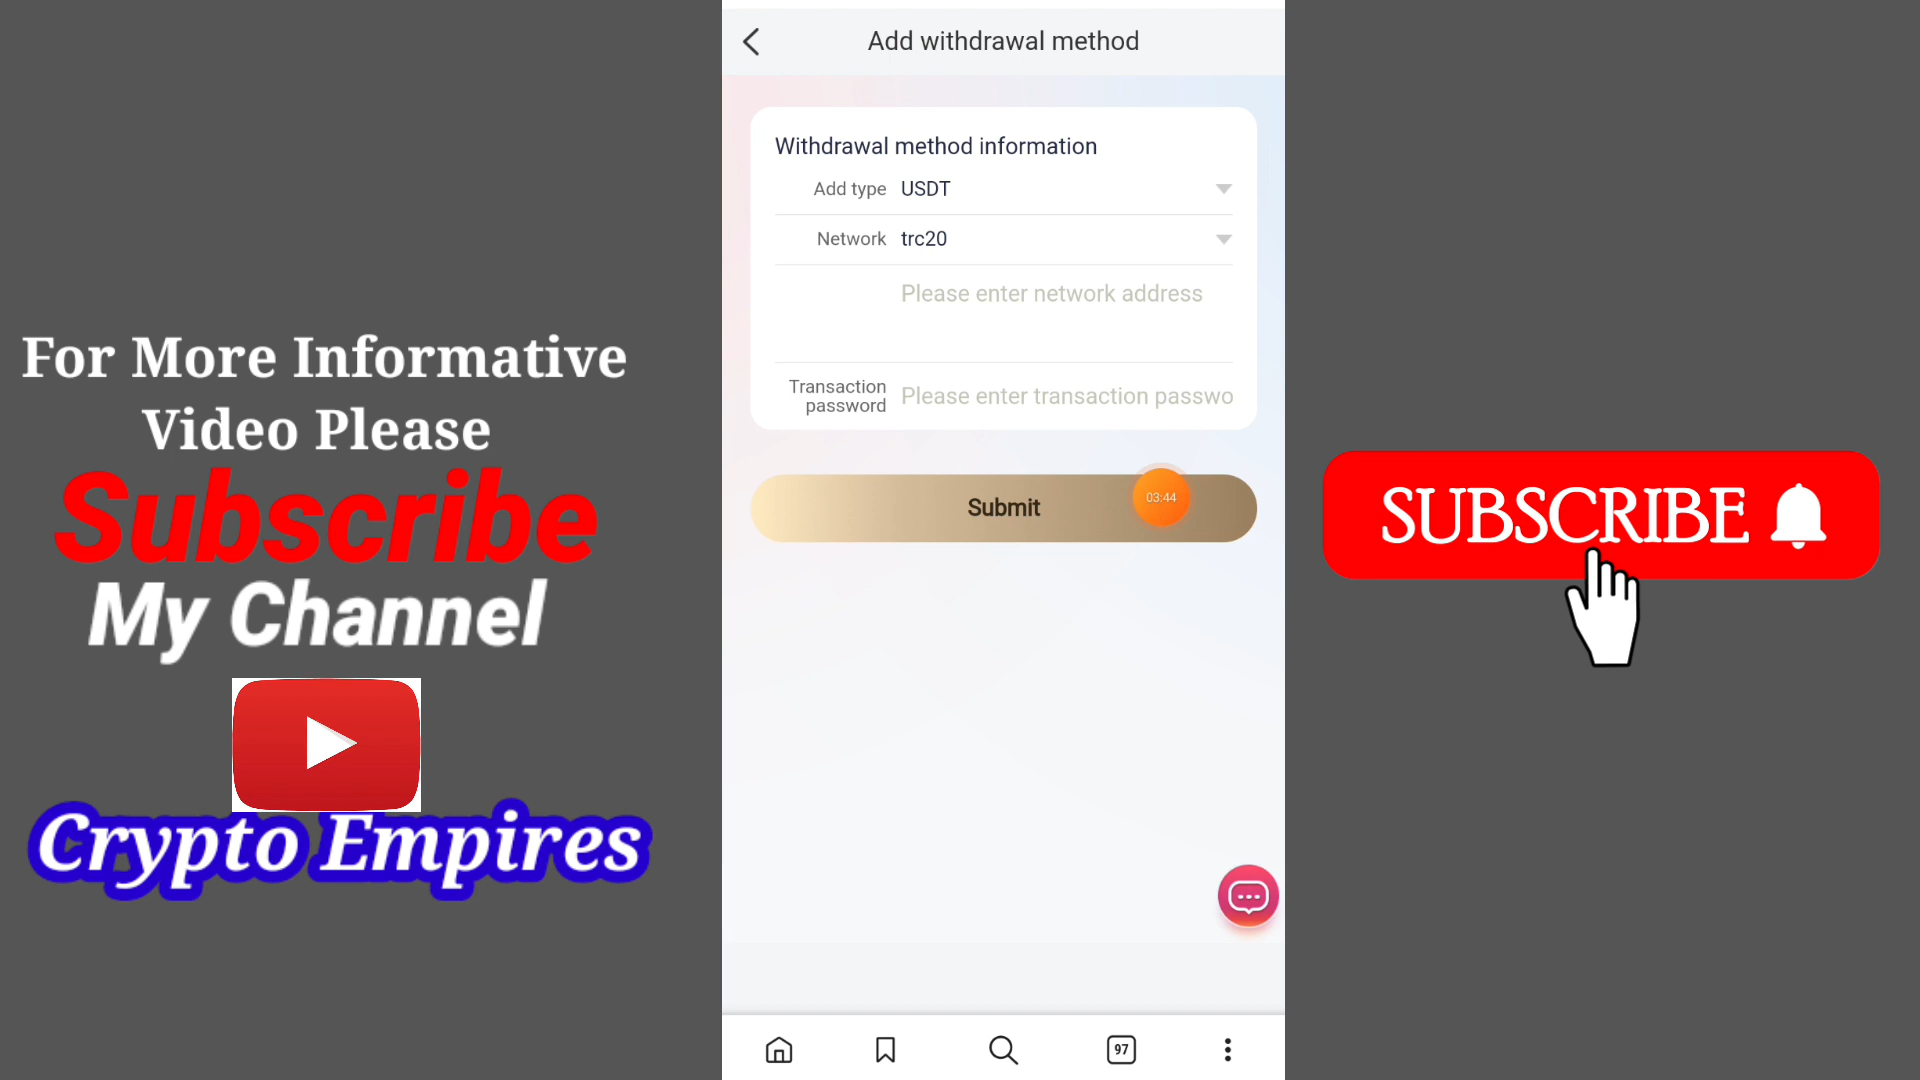 For More Informative
Video Please
Subscribe
My Channel
Crypto Empires
Add withdrawal method
Withdrawal method information
Add type USDT
Network trc20
Please enter network address
Transaction
password
Please enter transaction passwo
Submit
03:44
97
SUBSCRIBE